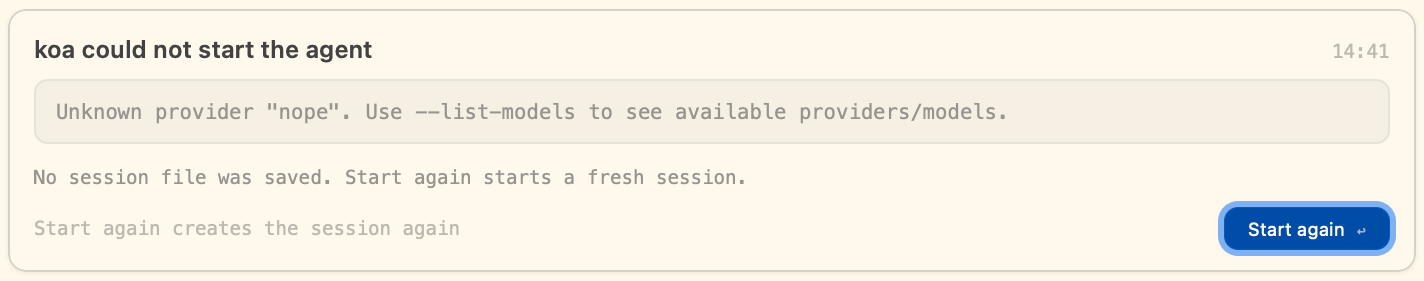 koa could not start the agent
14:41
Unknown provider "nope". Use --list-models to see available providers/models.
No session file was saved. Start again starts a fresh session.
Start again creates the session again
Start again ↩